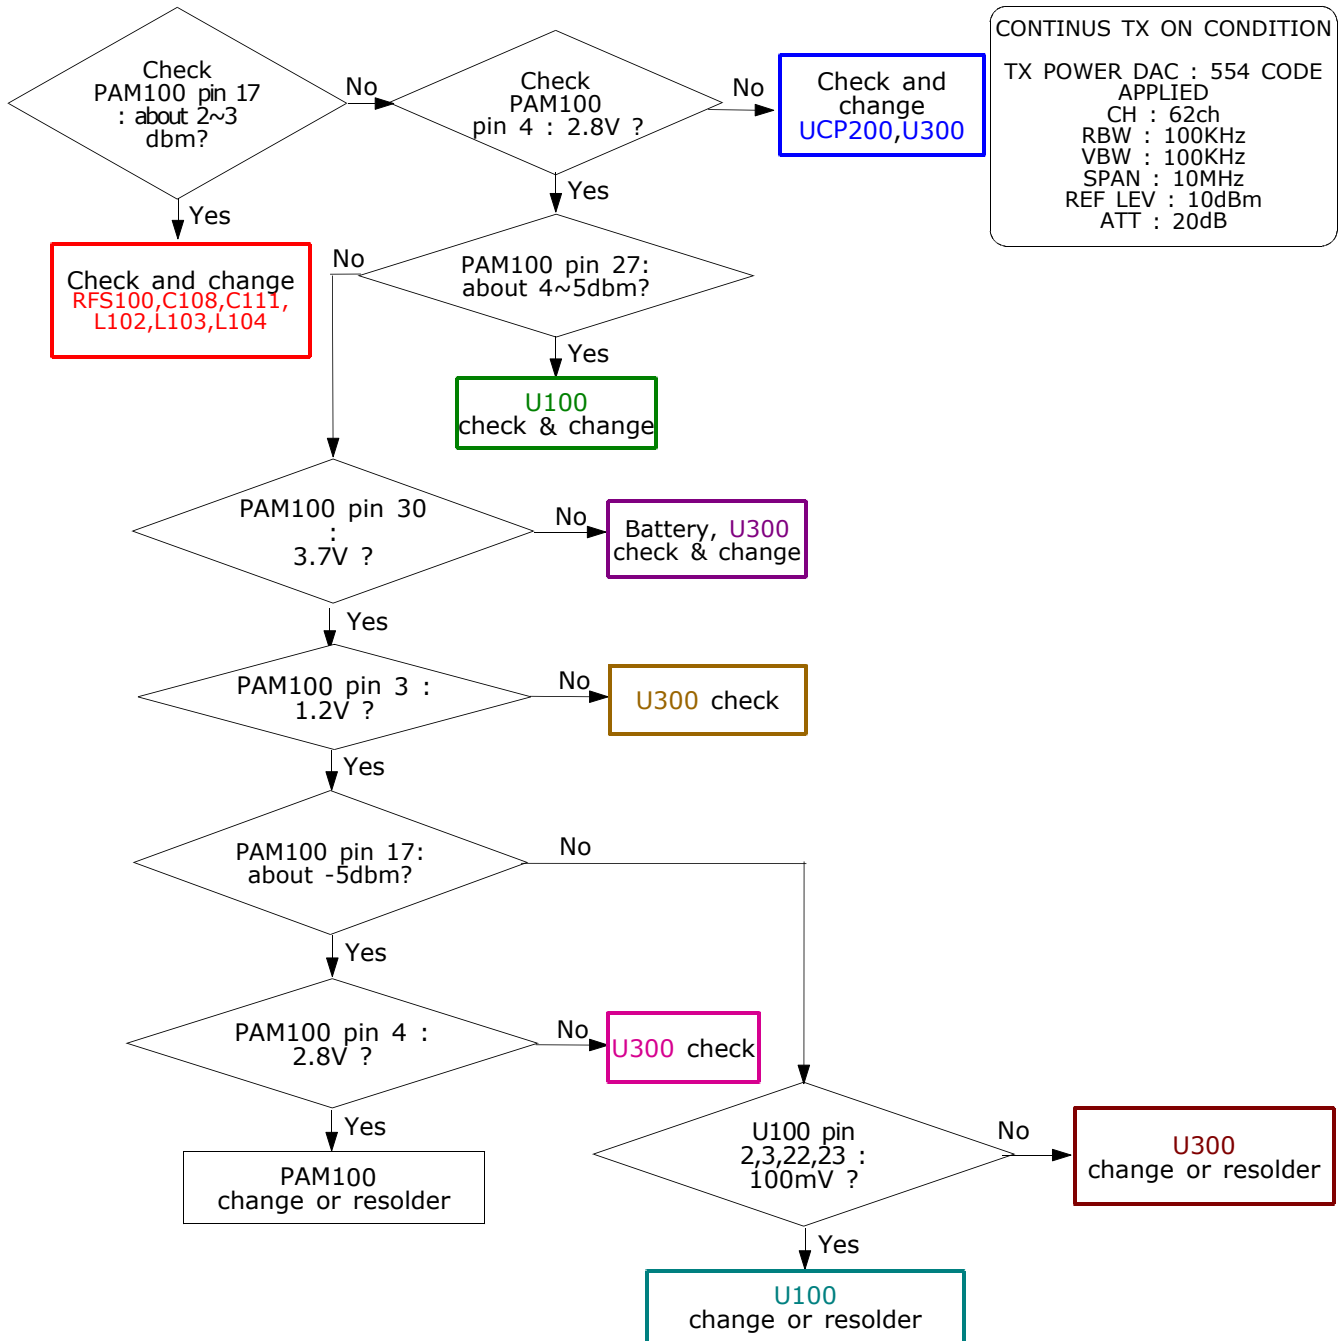 Check
PAM100 pin 17
: about 2~3
dbm?
No
Check
PAM100
pin 4 : 2.8V ?
No
Check and
change
UCP200,U300
CONTINUS TX ON CONDITION
TX POWER DAC : 554 CODE
APPLIED
CH : 62ch
RBW : 100KHz
VBW : 100KHz
SPAN : 10MHz
REF LEV : 10dBm
ATT : 20dB
Yes
Yes
Check and change
RFS100,C108,C111,
L102,L103,L104
No
PAM100 pin 27:
about 4~5dbm?
Yes
U100
check & change
PAM100 pin 30
:
3.7V ?
No
Battery, U300
check & change
Yes
PAM100 pin 3 :
1.2V ?
No
U300 check
Yes
PAM100 pin 17:
about -5dbm?
No
Yes
PAM100 pin 4 :
2.8V ?
No
U300 check
Yes
PAM100
change or resolder
U100 pin
2,3,22,23 :
100mV ?
No
U300
change or resolder
Yes
U100
change or resolder